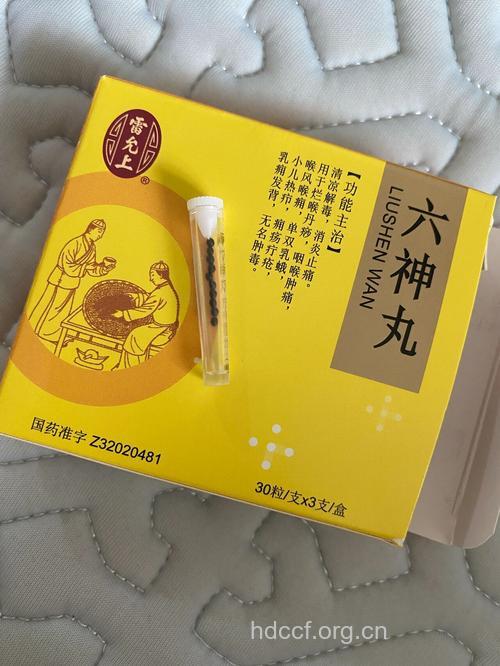 雷允上
®
六神丸
LIUSHEN WAN
【功能主治】
清凉解毒，消炎止痛。
用于烂喉丹痧，咽喉肿痛，
喉风喉痈，单双乳蛾，
小儿热疖，痈疡疔疮，
乳痈发背，无名肿毒。
国药准字 Z32020481
30粒/支x3支/盒
hdccf.org.cn